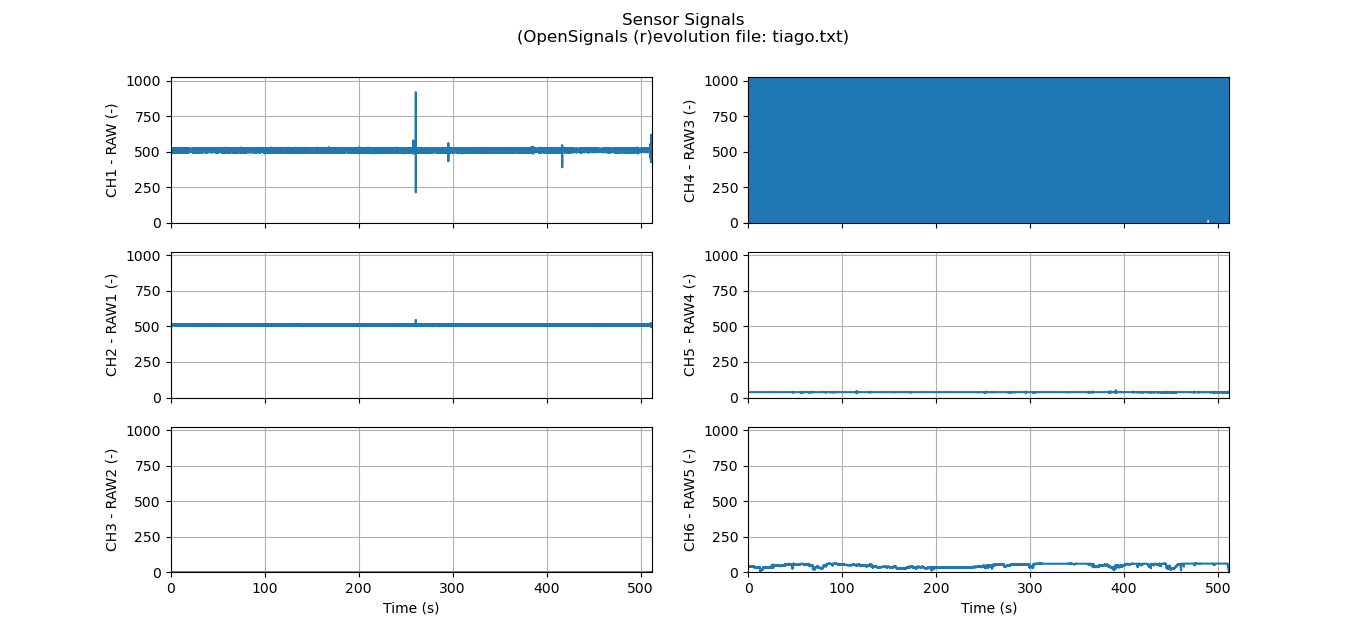 Sensor Signals
(OpenSignals (r)evolution file: tiago.txt)
1000
750
500
250
0
CH1 - RAW (-)
1000
750
500
250
0
CH4 - RAW3 (-)
1000
750
500
250
0
CH2 - RAW1 (-)
1000
750
500
250
0
CH5 - RAW4 (-)
1000
750
500
250
0
CH3 - RAW2 (-)
0 100 200 300 400 500
Time (s)
1000
750
500
250
0
CH6 - RAW5 (-)
0 100 200 300 400 500
Time (s)